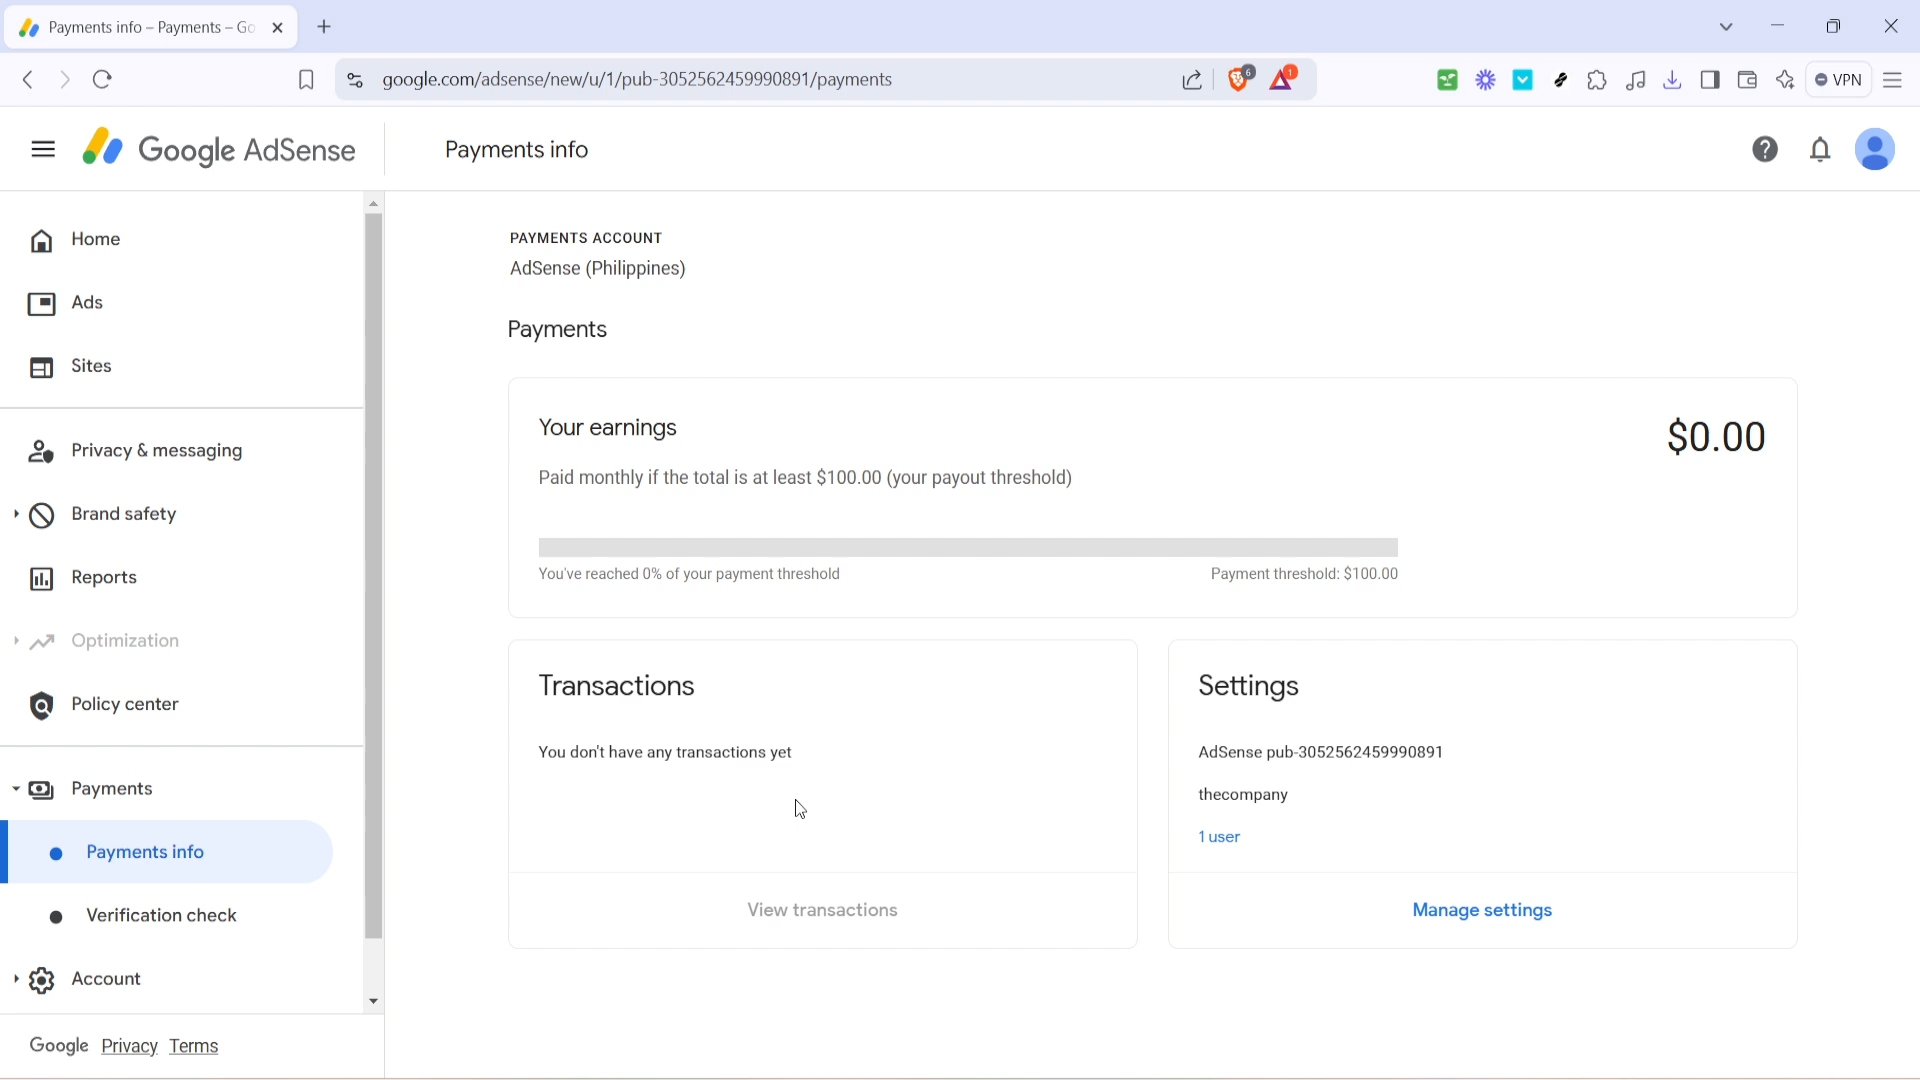 Payments info – Payments – Go
google.com/adsense/new/u/1/pub-3052562459990891/payments
6
1
VPN
Google AdSense
Payments info
Home
Ads
Sites
Privacy & messaging
Brand safety
Reports
Optimization
Policy center
Payments
Payments info
Verification check
Account
Google Privacy Terms
PAYMENTS ACCOUNT
AdSense (Philippines)
Payments
Your earnings
$0.00
Paid monthly if the total is at least $100.00 (your payout threshold)
You've reached 0% of your payment threshold
Payment threshold: $100.00
Transactions
You don't have any transactions yet
View transactions
Settings
AdSense pub-3052562459990891
thecompany
1 user
Manage settings